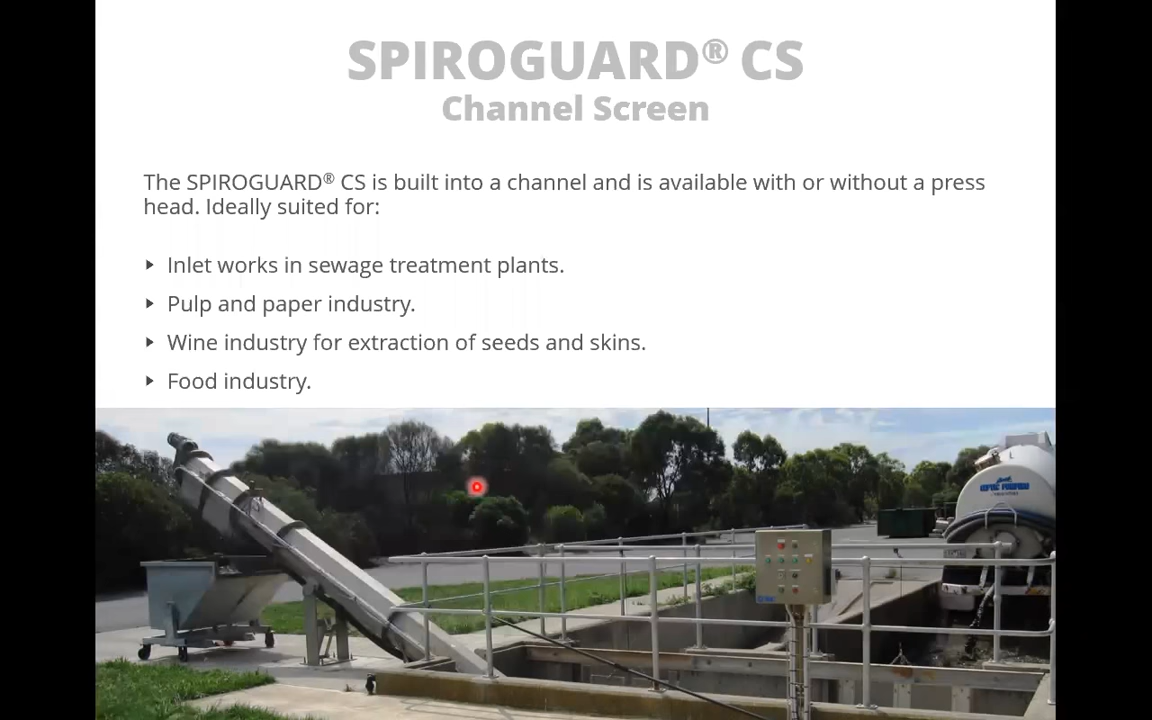 SPIROGUARD® CS
Channel Screen
The SPIROGUARD® CS is built into a channel and is available with or without a press
head. Ideally suited for:
Inlet works in sewage treatment plants.
Pulp and paper industry.
Wine industry for extraction of seeds and skins.
Food industry.